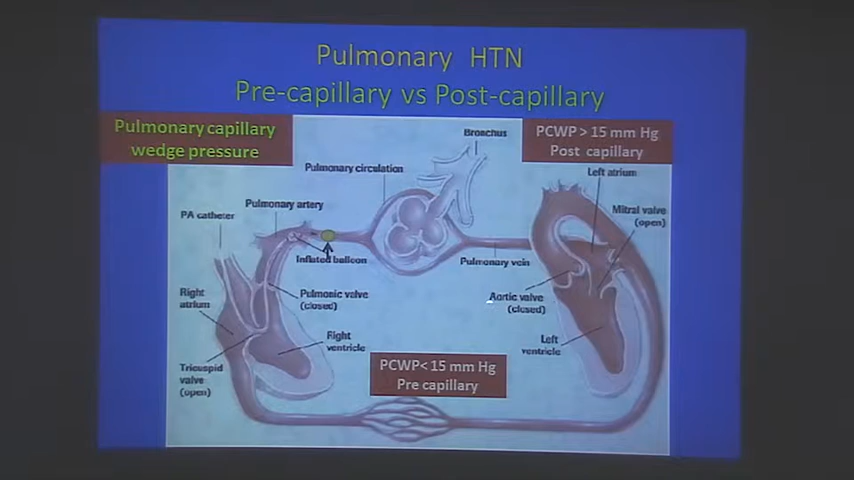 Pulmonary HTN
Pre-capillary vs Post-capillary
Pulmonary capillary
wedge pressure
PCWP > 15 mm Hg
Post capillary
Bronchus
Pulmonary circulation
Left atrium
Pulmonary artery
Mitral valve
(open)
PA catheter
Inflated balloon
Pulmonary vein
Right
atrium
Pulmonic valve
(closed)
Aortic valve
(closed)
Right
ventricle
Left
ventricle
Tricuspid
valve
(open)
PCWP< 15 mm Hg
Pre capillary